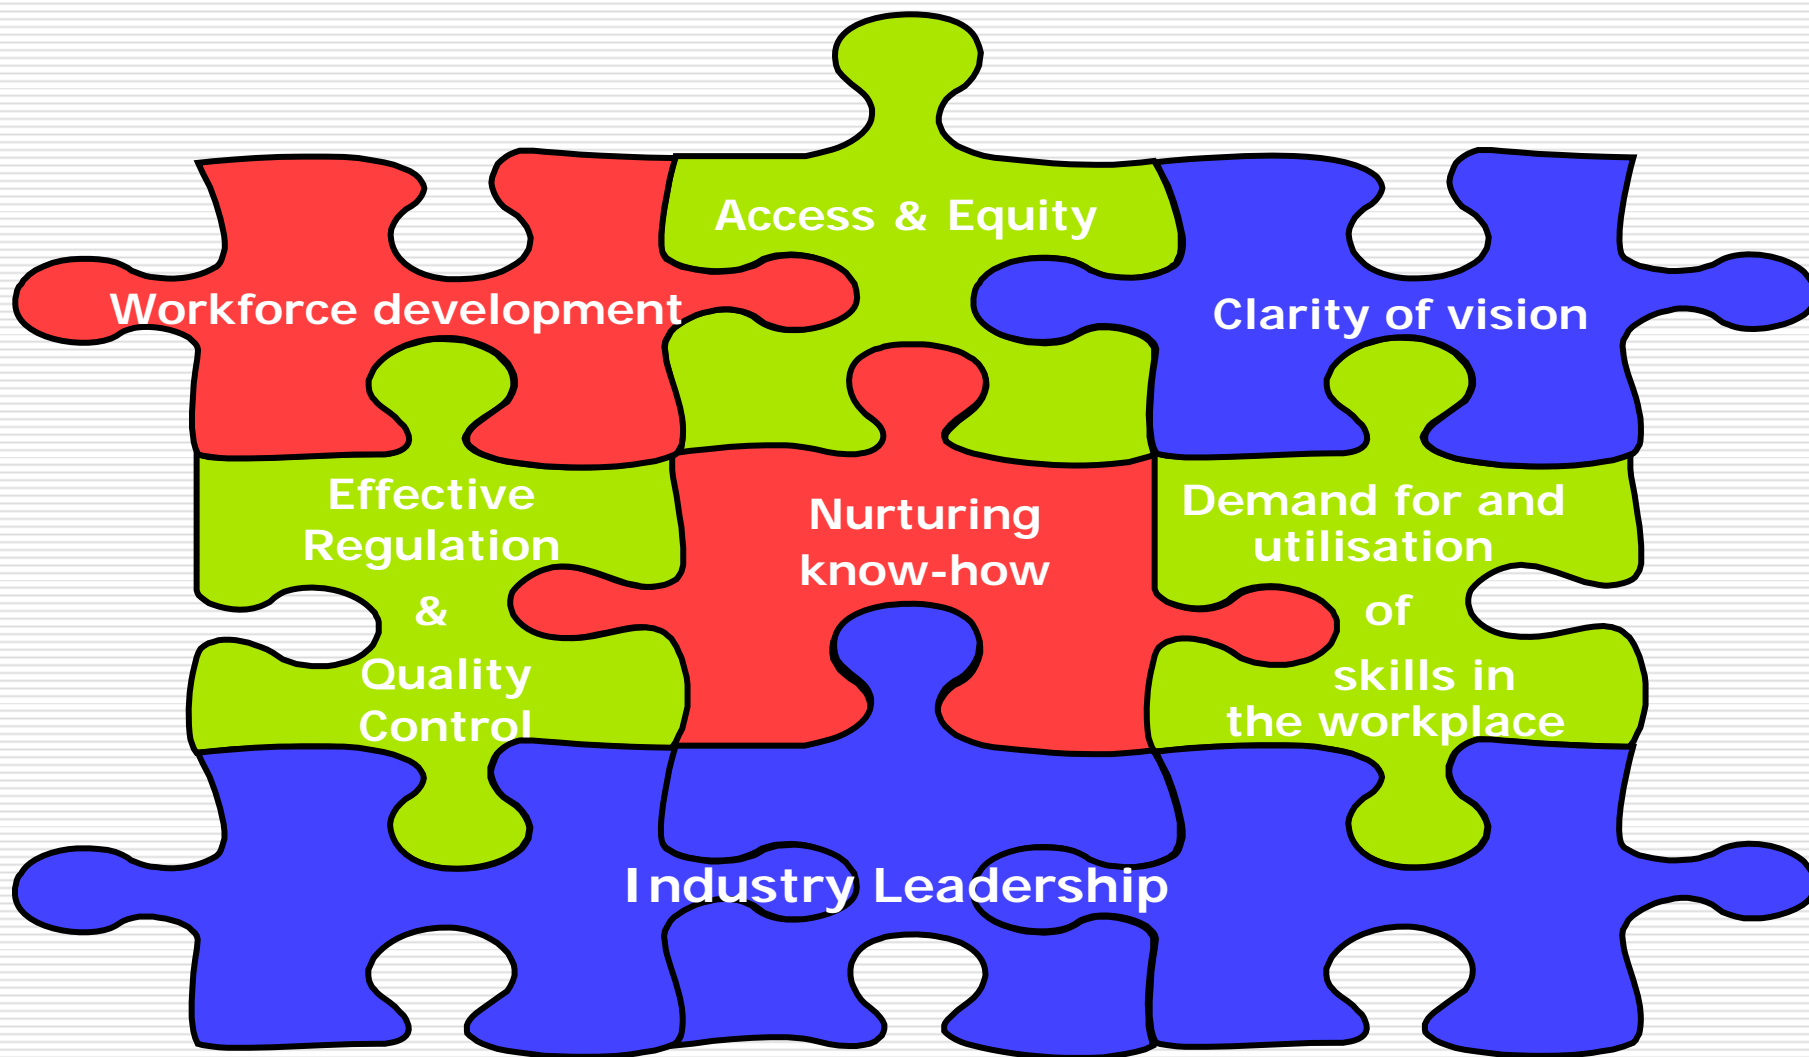 Access & Equity
Workforce development
Clarity of vision
Effective
Regulation
&
Quality
Control
Nurturing
know-how
Demand for and
utilisation
of
skills in
the workplace
Industry Leadership